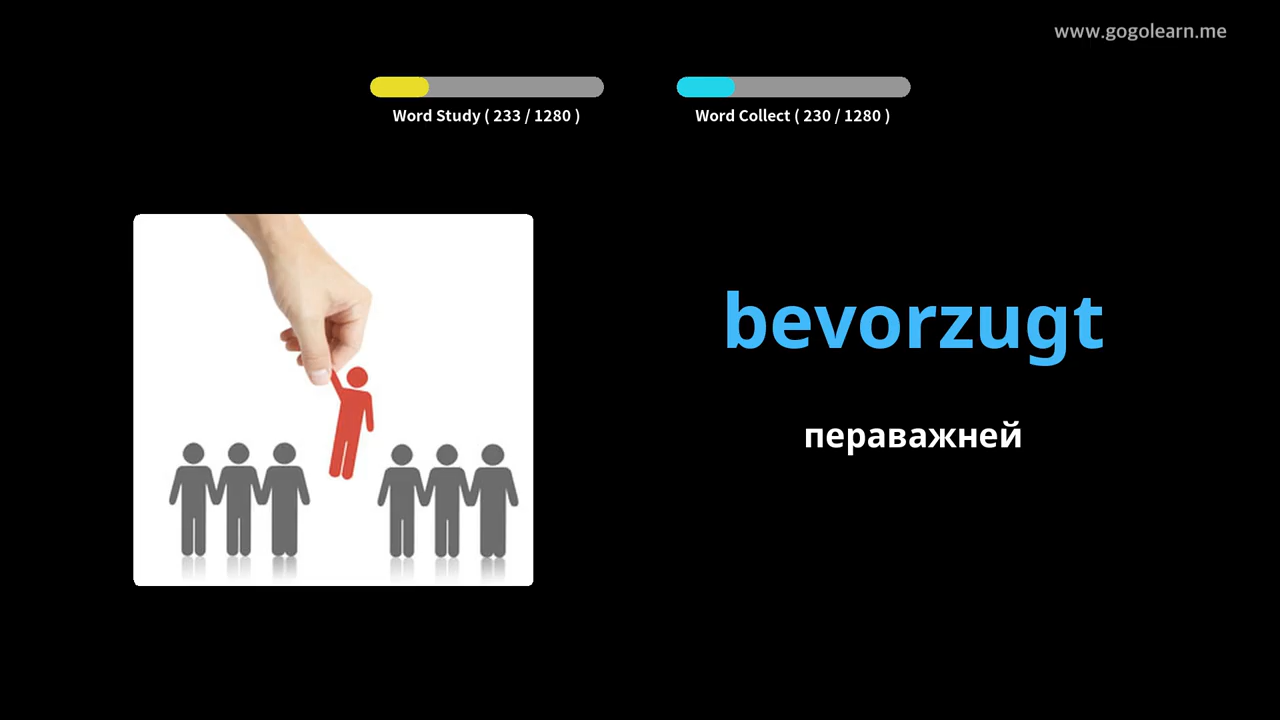 www.gogolearn.me
Word Study ( 233 / 1280 )
Word Collect ( 230 / 1280 )
bevorzugt
пераважней